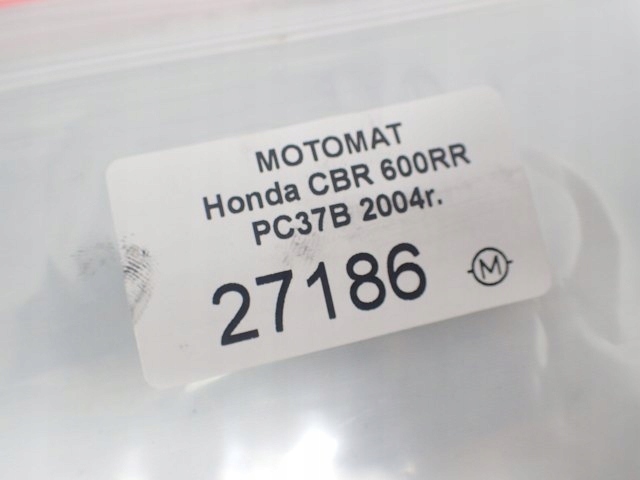 MOTOMAT
Honda CBR 600RR
PC37B 2004r.
27186
M